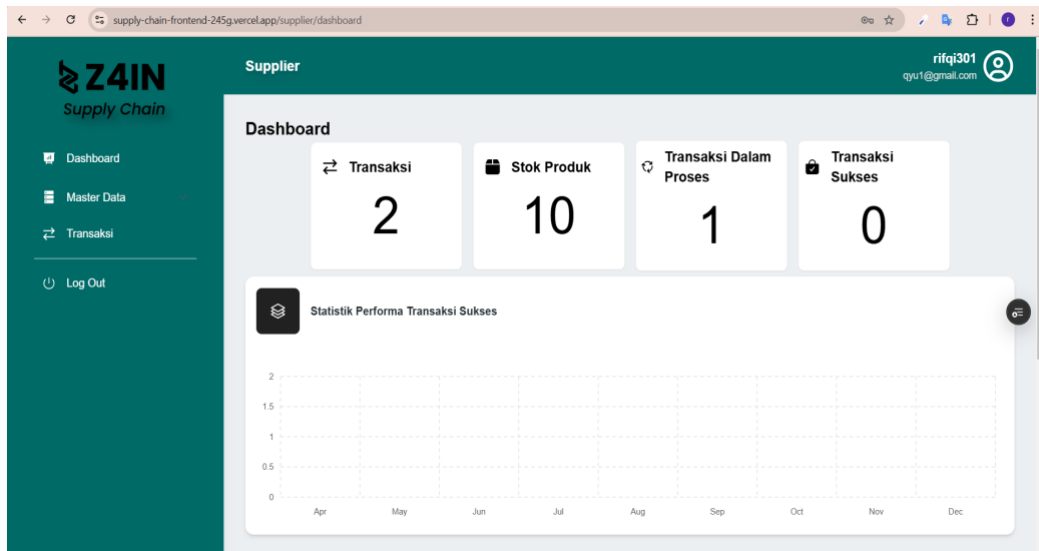 supply-chain-frontend-245g.vercel.app/supplier/dashboard
Z4IN
Supply Chain
Supplier
rifqi301
qyu1@gmail.com
Dashboard
Master Data
Transaksi
Log Out
Dashboard
Transaksi
2
Stok Produk
10
Transaksi Dalam
Proses
1
Transaksi
Sukses
0
Statistik Performa Transaksi Sukses
2
1.5
1
0.5
0
Apr May Jun Jul Aug Sep Oct Nov Dec